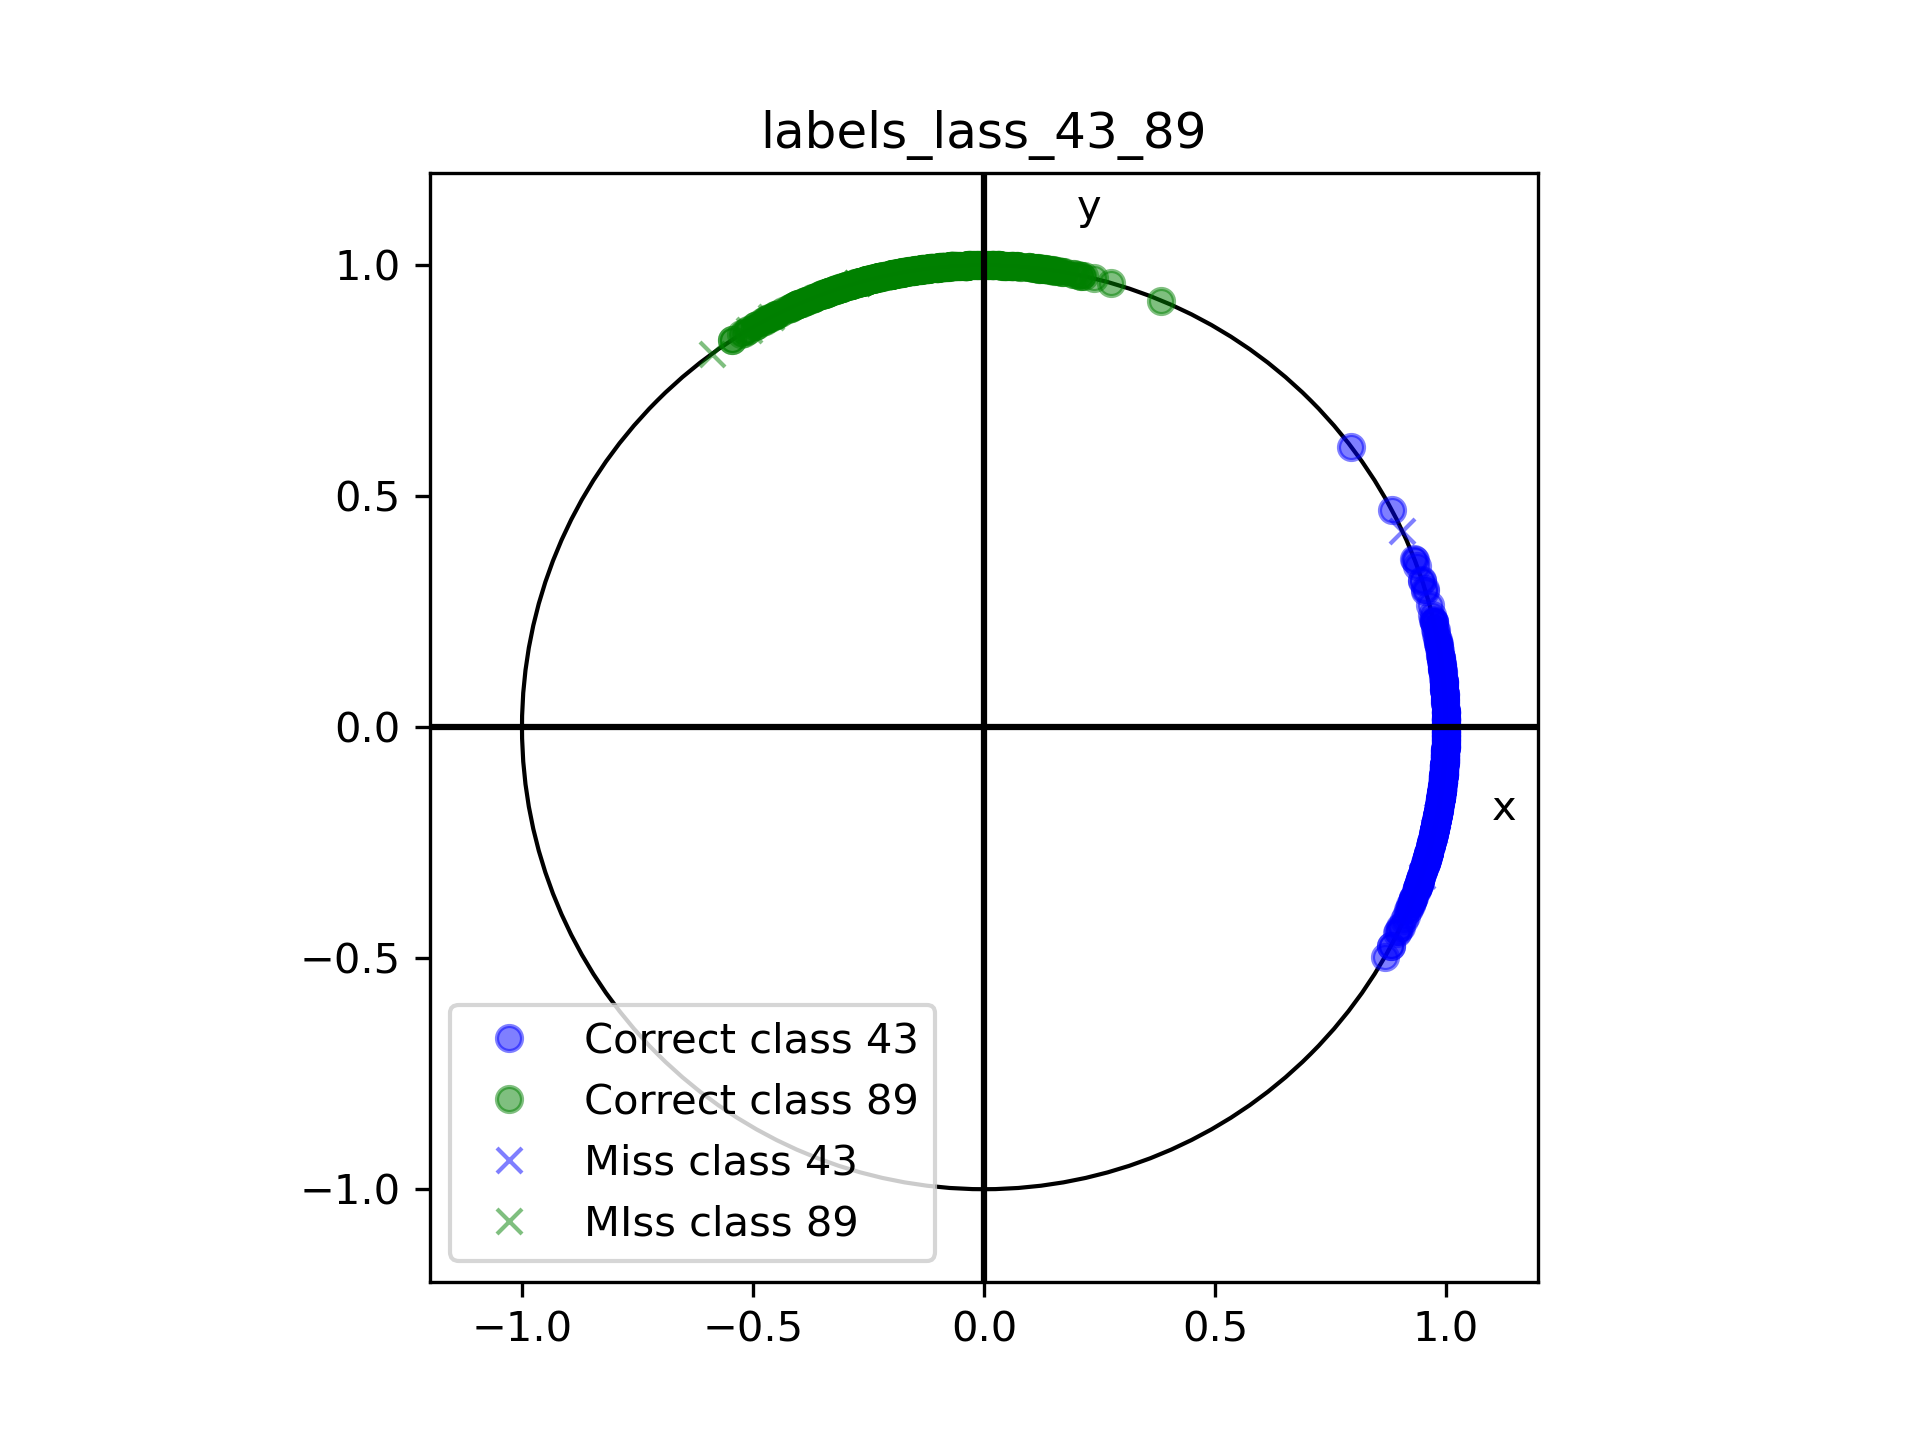 labels_lass_43_89
y
1.0
0.5
0.0
x
−0.5
−1.0
Correct class 43
Correct class 89
Miss class 43
MIss class 89
−1.0 −0.5 0.0 0.5 1.0